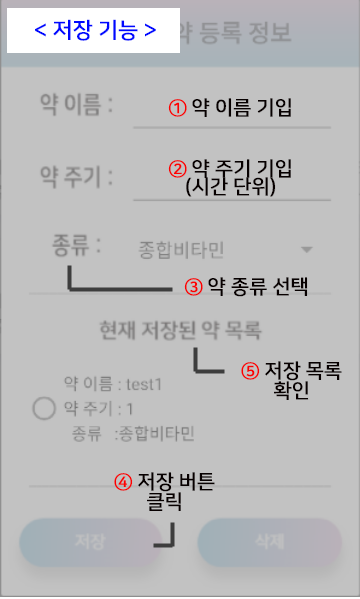 < 저장 기능 >
약 등록 정보
약 이름 :
① 약 이름 기입
약 주기 :
② 약 주기 기입
(시간 단위)
종류 :
종합비타민
③ 약 종류 선택
현재 저장된 약 목록
⑤ 저장 목록
확인
약 이름 : test1
약 주기 : 1
종류 :종합비타민
④ 저장 버튼
클릭
저장
삭제